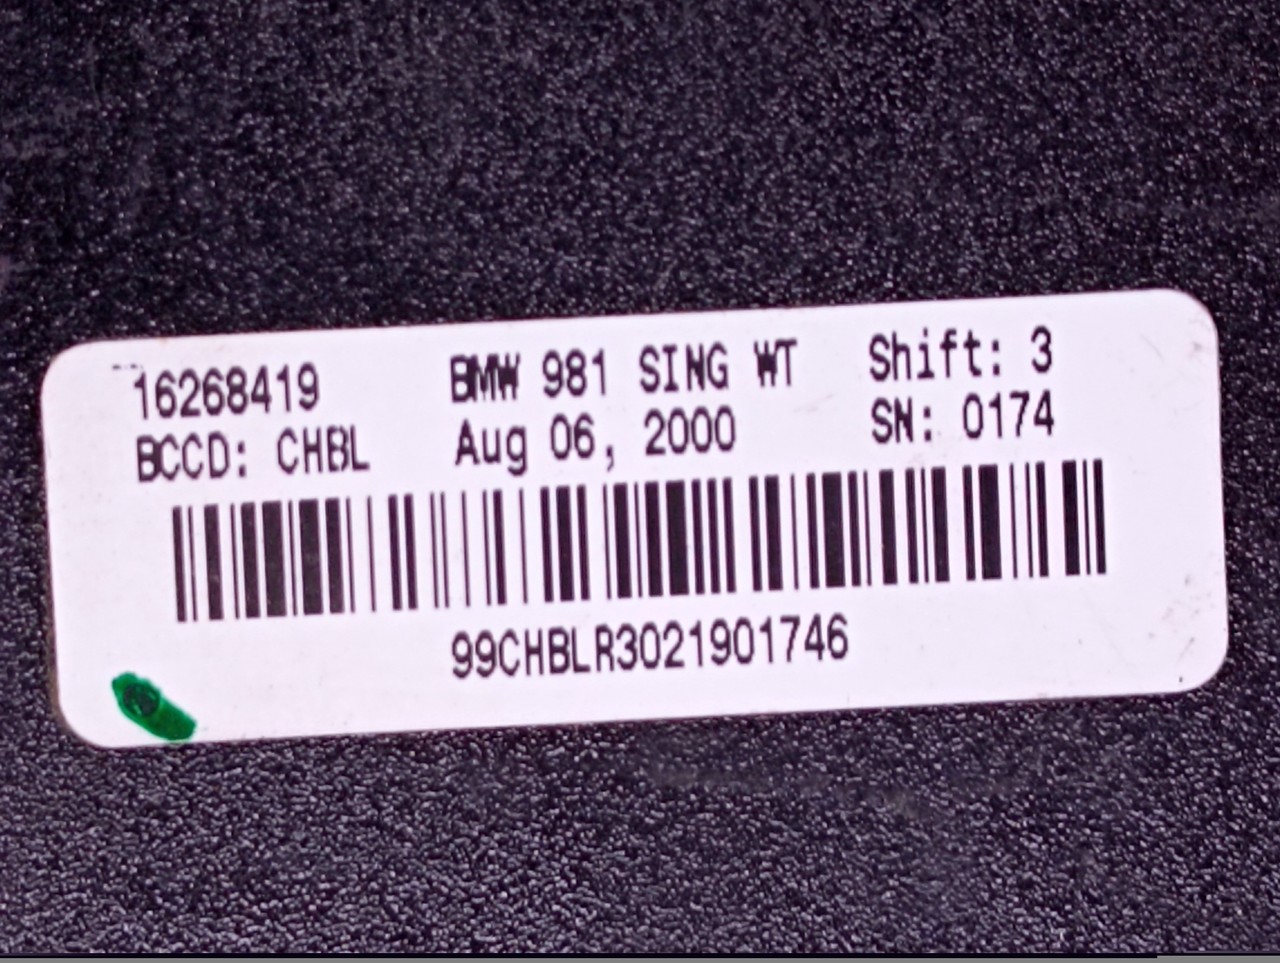 16268419 BMW 981 SING WT Shift: 3
BCCD: CHBL Aug 06, 2000 SN: 0174
99CHBLR3021901746